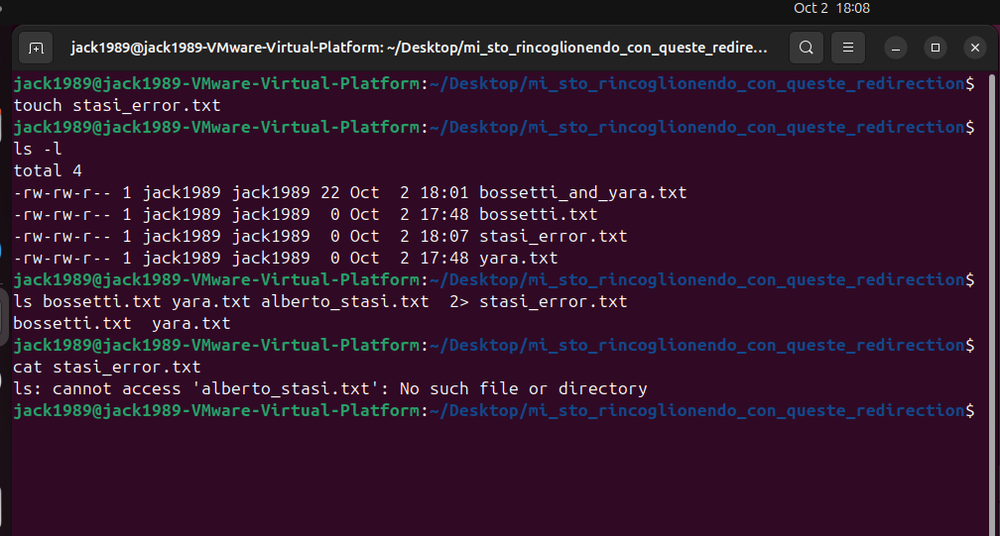 Oct 2 18:08
jack1989@jack1989-VMware-Virtual-Platform: ~/Desktop/mi_sto_rincoglionendo_con_queste_redire...
jack1989@jack1989-VMware-Virtual-Platform:~/Desktop/mi_sto_rincoglionendo_con_queste_redirection$
touch stasi_error.txt
jack1989@jack1989-VMware-Virtual-Platform:~/Desktop/mi_sto_rincoglionendo_con_queste_redirection$
ls -l
total 4
-rw-rw-r-- 1 jack1989 jack1989 22 Oct  2 18:01 bossetti_and_yara.txt
-rw-rw-r-- 1 jack1989 jack1989  0 Oct  2 17:48 bossetti.txt
-rw-rw-r-- 1 jack1989 jack1989  0 Oct  2 18:07 stasi_error.txt
-rw-rw-r-- 1 jack1989 jack1989  0 Oct  2 17:48 yara.txt
jack1989@jack1989-VMware-Virtual-Platform:~/Desktop/mi_sto_rincoglionendo_con_queste_redirection$
ls bossetti.txt yara.txt alberto_stasi.txt  2> stasi_error.txt
bossetti.txt  yara.txt
jack1989@jack1989-VMware-Virtual-Platform:~/Desktop/mi_sto_rincoglionendo_con_queste_redirection$
cat stasi_error.txt
ls: cannot access 'alberto_stasi.txt': No such file or directory
jack1989@jack1989-VMware-Virtual-Platform:~/Desktop/mi_sto_rincoglionendo_con_queste_redirection$